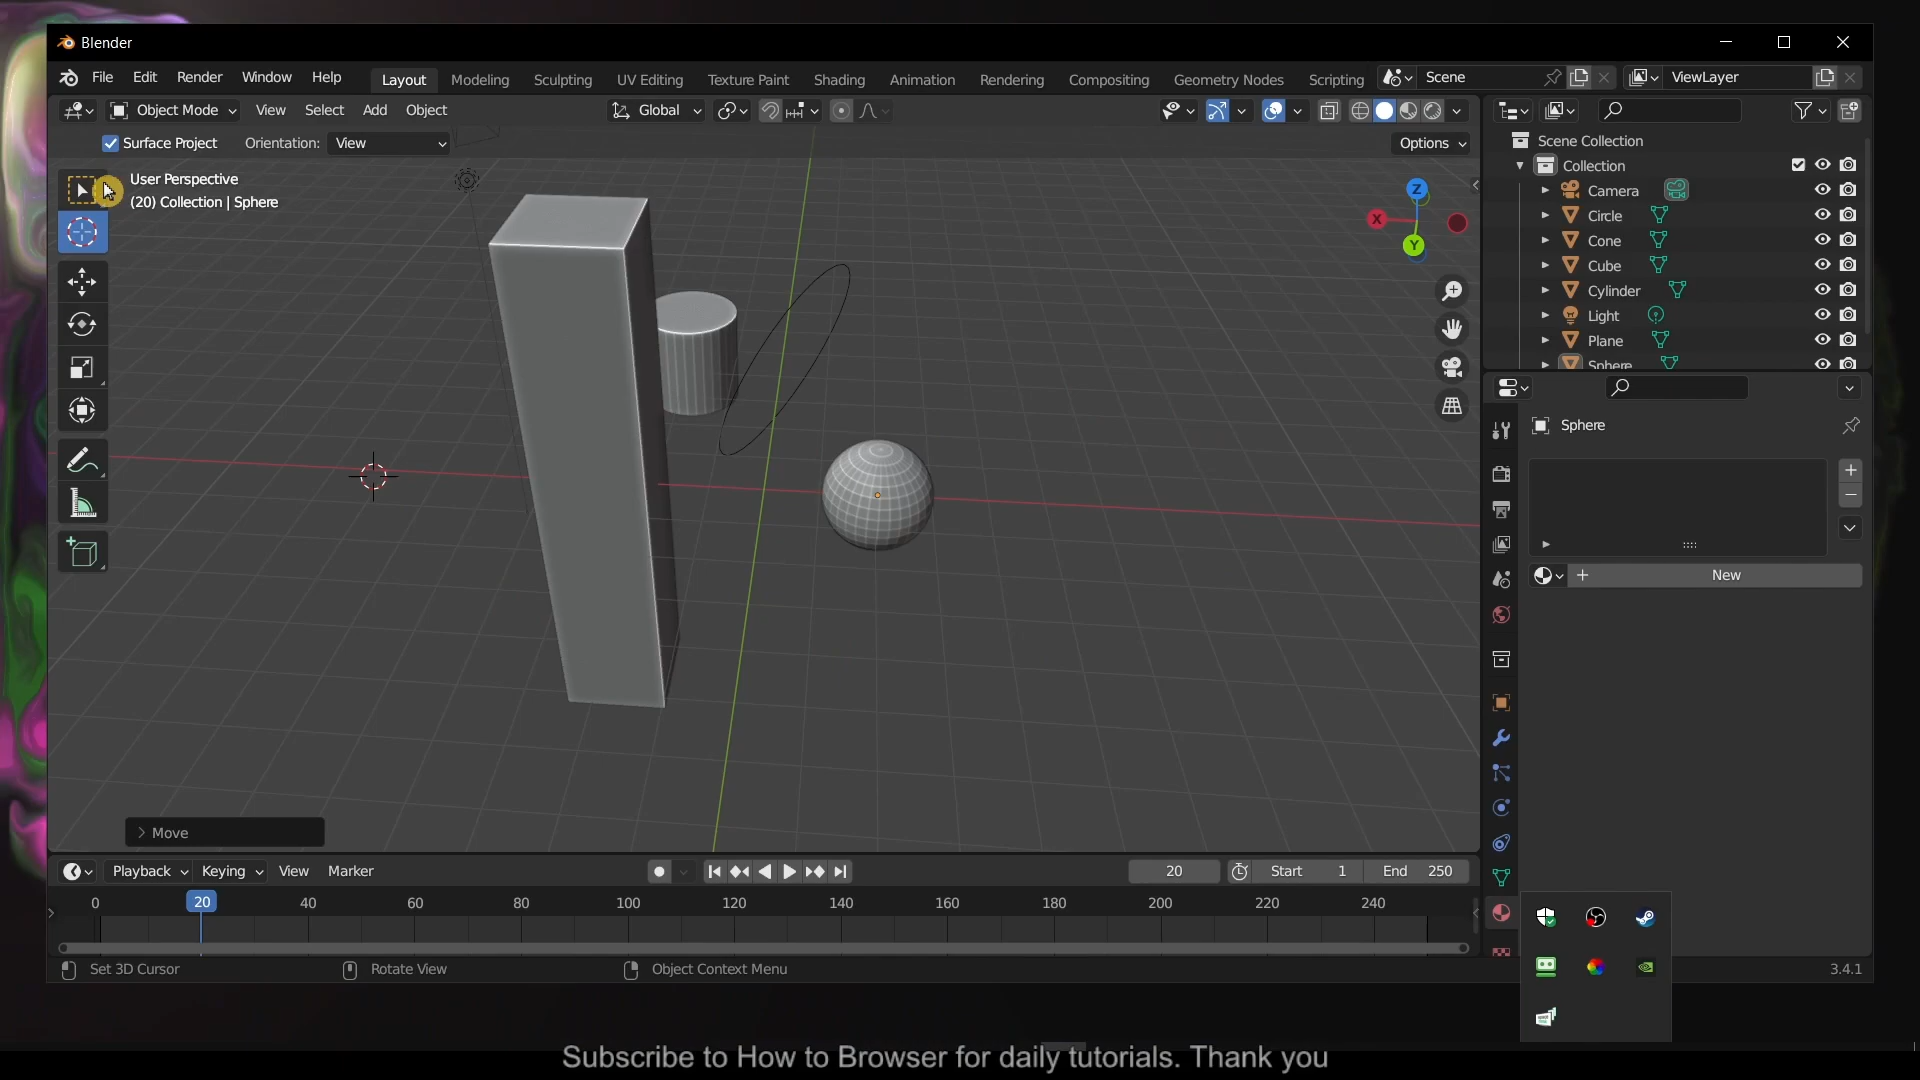 Blender
File Edit Render Window Help Layout Modeling Sculpting UV Editing Texture Paint Shading Animation Rendering Compositing Geometry Nodes Scripting Scene ViewLayer
Object Mode View Select Add Object Global
Surface Project Orientation: View Options
User Perspective
(20) Collection | Sphere
Z
X
Y
Scene Collection
Collection
Camera
Circle
Cone
Cube
Cylinder
Light
Plane
Sphere
Sphere
New
Move
Playback Keying View Marker 20 Start 1 End 250
0 20 40 60 80 100 120 140 160 180 200 220 240
Set 3D Cursor Rotate View Object Context Menu 3.4.1
Subscribe to How to Browser for daily tutorials. Thank you